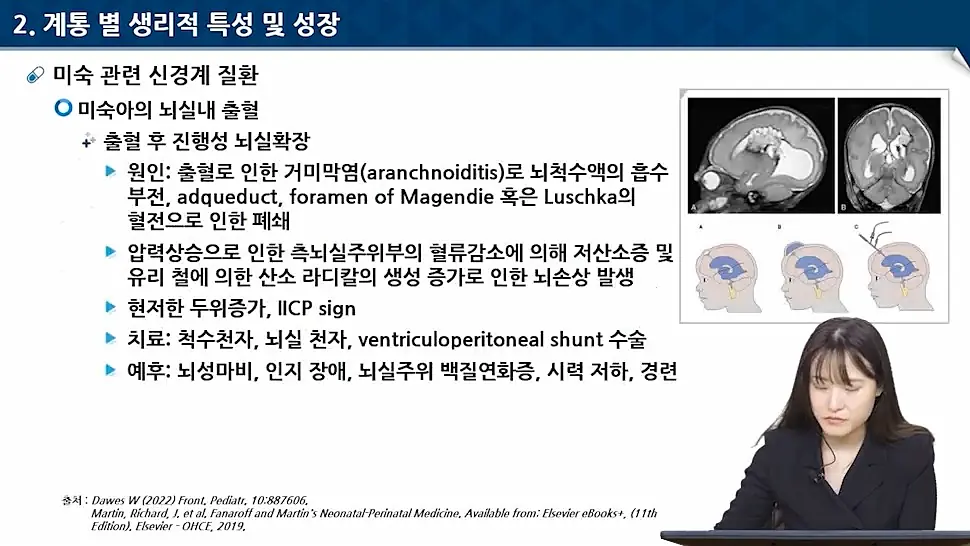 2. 계통 별 생리적 특성 및 성장
미숙 관련 신경계 질환
미숙아의 뇌실내 출혈
출혈 후 진행성 뇌실확장
원인: 출혈로 인한 거미막염(aranchnoiditis)로 뇌척수액의 흡수
부전, adqueduct, foramen of Magendie 혹은 Luschka의
혈전으로 인한 폐쇄
압력상승으로 인한 측뇌실주위부의 혈류감소에 의해 저산소증 및
유리 철에 의한 산소 라디칼의 생성 증가로 인한 뇌손상 발생
현저한 두위증가, IICP sign
치료: 척수천자, 뇌실 천자, ventriculoperitoneal shunt 수술
예후: 뇌성마비, 인지 장애, 뇌실주위 백질연화증, 시력 저하, 경련
A
B
A
B
C
출처 : Dawes W (2022) Front. Pediatr. 10:887606.
Martin, Richard, J. et al. Fanaroff and Martin's Neonatal-Perinatal Medicine. Available from: Elsevier eBooks+, (11th
Edition). Elsevier - OHCE, 2019.